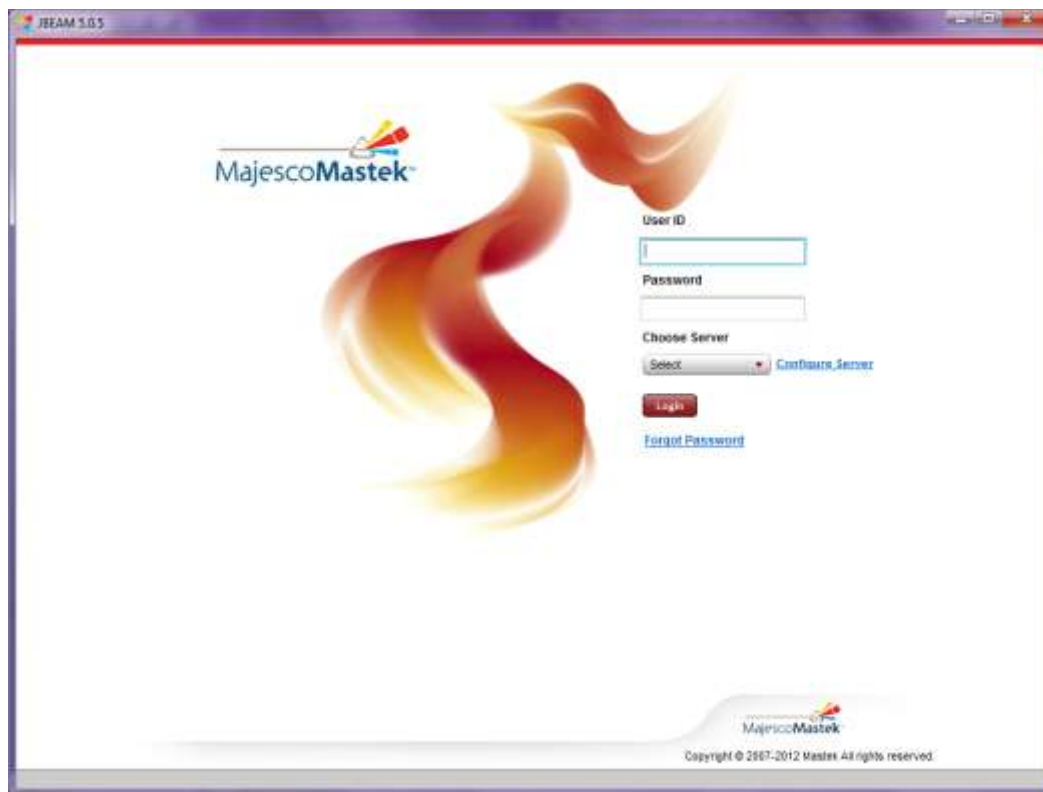 JBEAM 5.0.5
MajescoMastek™
User ID
Password
Choose Server
Select Configure Server
Login
Forgot Password
MajescoMastek
Copyright © 2007-2012 Mastek All rights reserved.